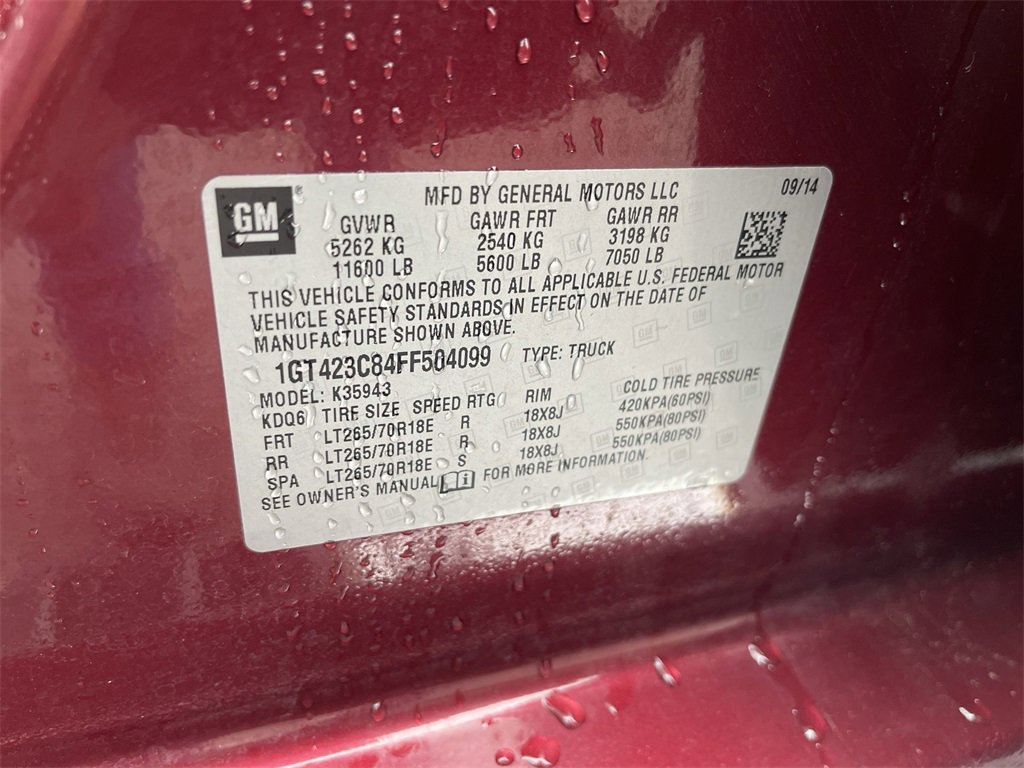 GM
MFD BY GENERAL MOTORS LLC 09/14
GVWR GAWR FRT GAWR RR
5262 KG 2540 KG 3198 KG
11600 LB 5600 LB 7050 LB
THIS VEHICLE CONFORMS TO ALL APPLICABLE U.S. FEDERAL MOTOR
VEHICLE SAFETY STANDARDS IN EFFECT ON THE DATE OF
MANUFACTURE SHOWN ABOVE.
1GT423C84FF504099 TYPE: TRUCK
MODEL: K35943
KDQ6 TIRE SIZE SPEED RTG RIM COLD TIRE PRESSURE
FRT LT265/70R18E R 18X8J 420KPA(60PSI)
RR LT265/70R18E R 18X8J 550KPA(80PSI)
SPA LT265/70R18E S 18X8J 550KPA(80PSI)
SEE OWNER'S MANUAL FOR MORE INFORMATION.